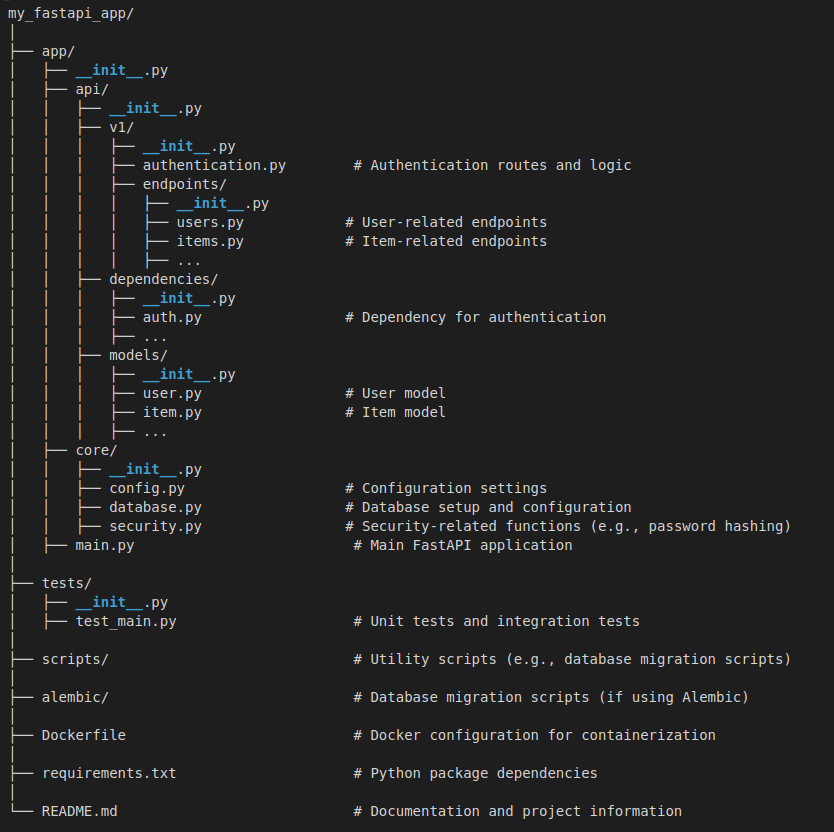 my_fastapi_app/
│
├── app/
│   ├── __init__.py
│   ├── api/
│   │   ├── __init__.py
│   │   ├── v1/
│   │   │   ├── __init__.py
│   │   │   ├── authentication.py        # Authentication routes and logic
│   │   │   ├── endpoints/
│   │   │   │   ├── __init__.py
│   │   │   │   ├── users.py            # User-related endpoints
│   │   │   │   ├── items.py            # Item-related endpoints
│   │   │   │   ├── ...
│   │   ├── dependencies/
│   │   │   ├── __init__.py
│   │   │   ├── auth.py                 # Dependency for authentication
│   │   │   ├── ...
│   │   ├── models/
│   │   │   ├── __init__.py
│   │   │   ├── user.py                 # User model
│   │   │   ├── item.py                 # Item model
│   │   │   ├── ...
│   ├── core/
│   │   ├── __init__.py
│   │   ├── config.py                   # Configuration settings
│   │   ├── database.py                 # Database setup and configuration
│   │   ├── security.py                 # Security-related functions (e.g., password hashing)
│   ├── main.py                          # Main FastAPI application
│
├── tests/
│   ├── __init__.py
│   ├── test_main.py                     # Unit tests and integration tests
│
├── scripts/                             # Utility scripts (e.g., database migration scripts)
│
├── alembic/                             # Database migration scripts (if using Alembic)
│
├── Dockerfile                           # Docker configuration for containerization
│
├── requirements.txt                     # Python package dependencies
│
└── README.md                            # Documentation and project information